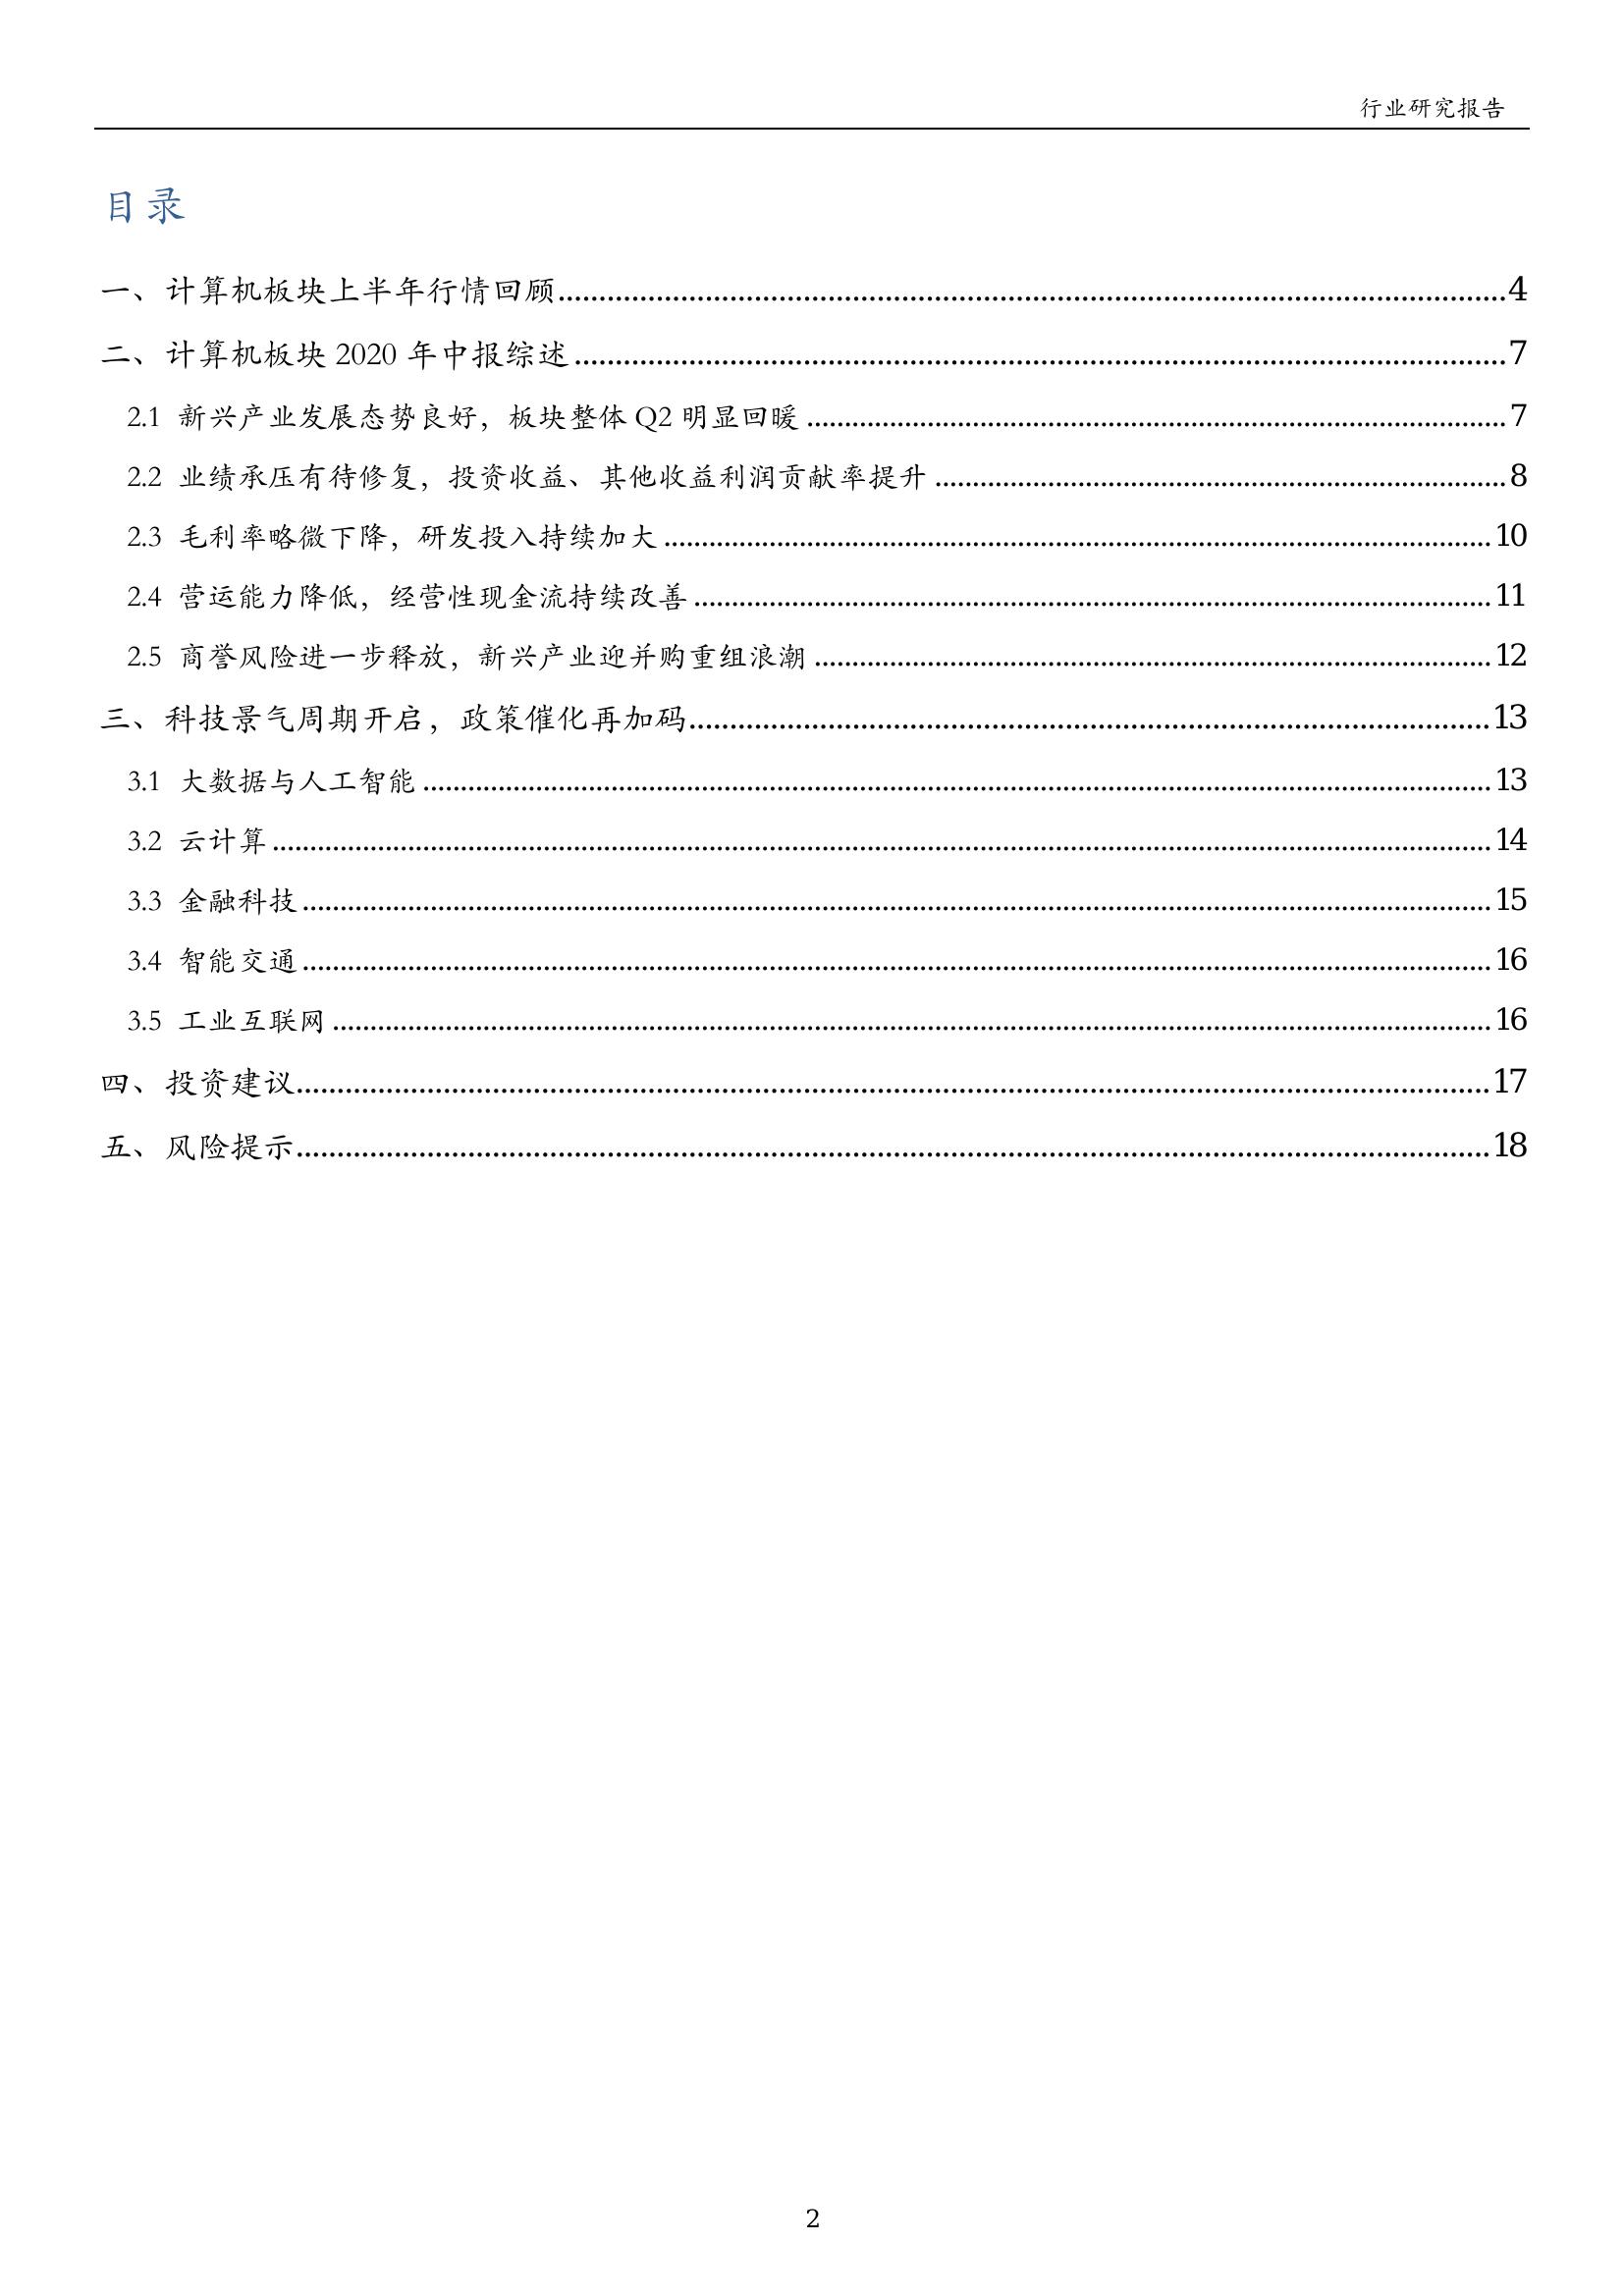 行业研究报告
目录
一、计算机板块上半年行情回顾........................................4
二、计算机板块 2020 年中报综述........................................7
2.1 新兴产业发展态势良好，板块整体 Q2 明显回暖........................................7
2.2 业绩承压有待修复，投资收益、其他收益利润贡献率提升........................................8
2.3 毛利率略微下降，研发投入持续加大........................................10
2.4 营运能力降低，经营性现金流持续改善........................................11
2.5 商誉风险进一步释放，新兴产业迎并购重组浪潮........................................12
三、科技景气周期开启，政策催化再加码........................................13
3.1 大数据与人工智能........................................13
3.2 云计算........................................14
3.3 金融科技........................................15
3.4 智能交通........................................16
3.5 工业互联网........................................16
四、投资建议........................................17
五、风险提示........................................18
2